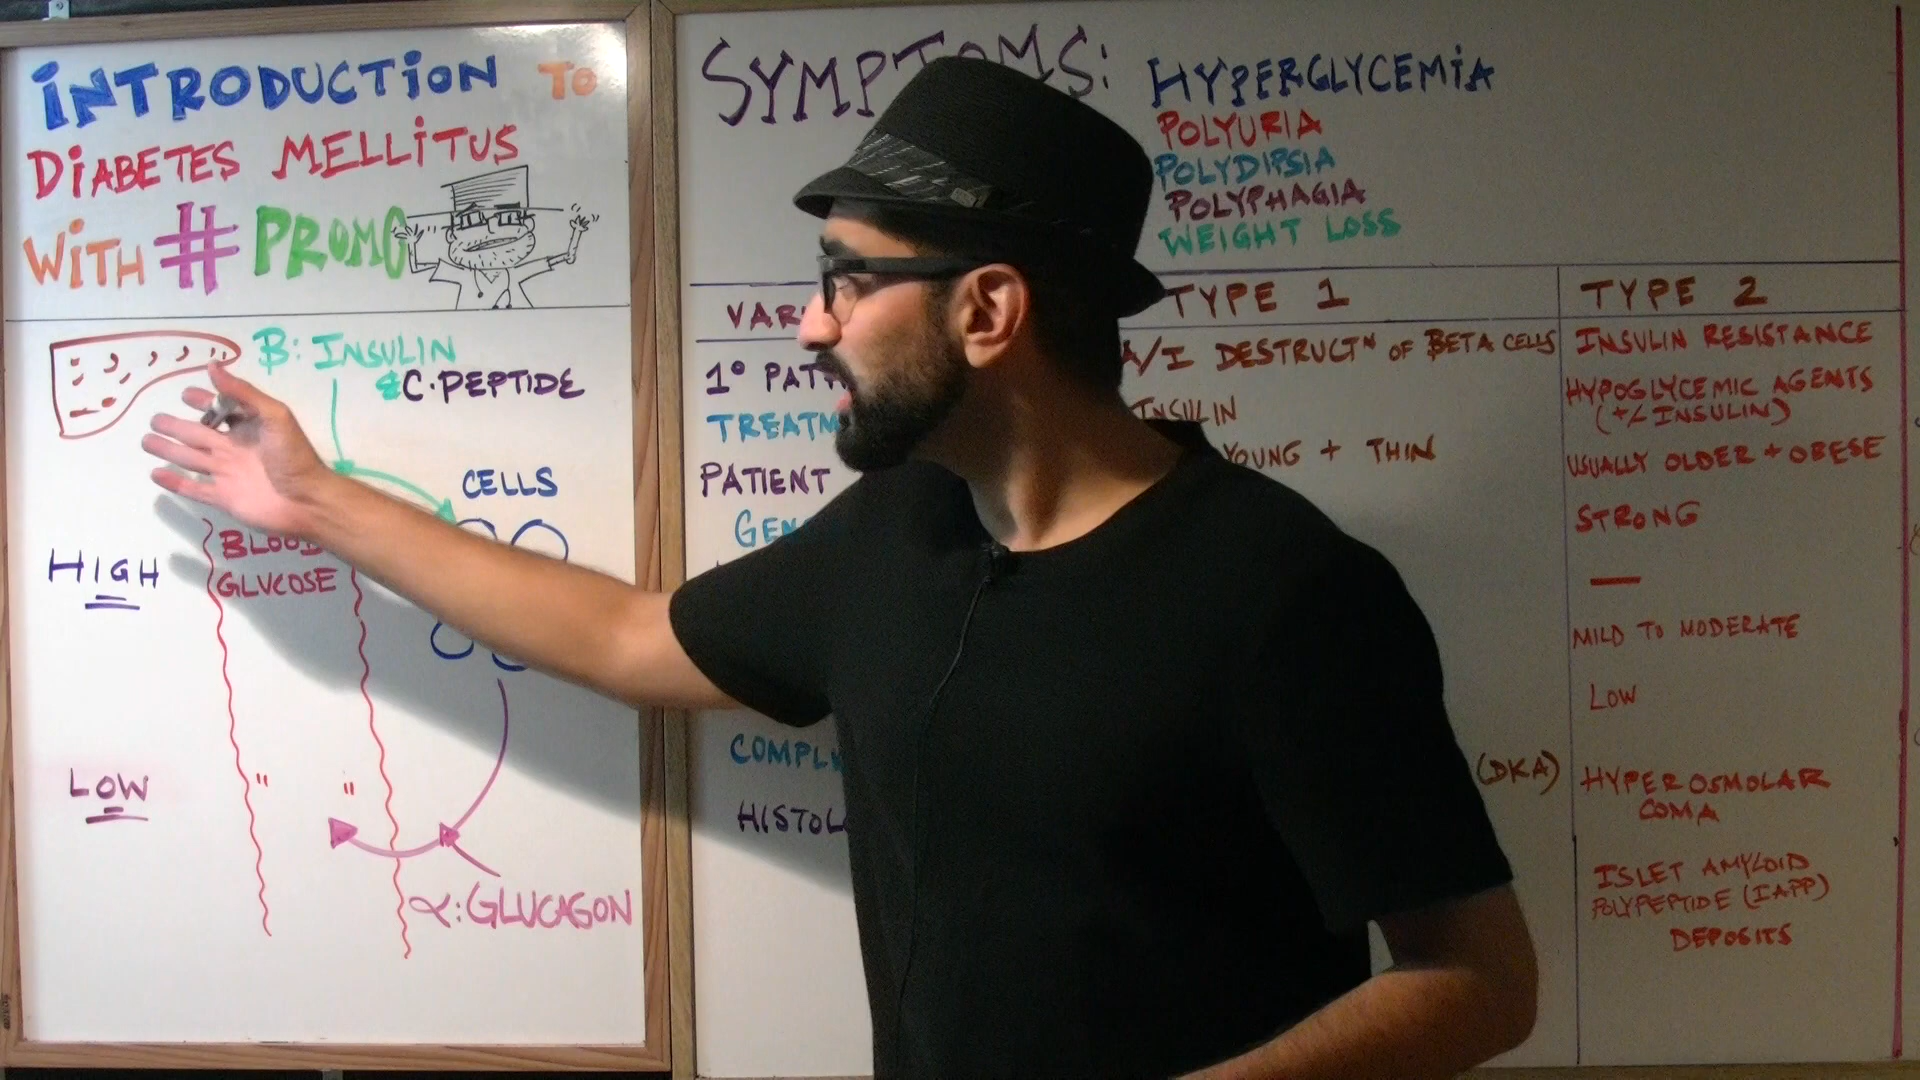 INTRODUCTION TO
DIABETES MELLITUS
WITH # PROMO
B: INSULIN
& C-PEPTIDE
CELLS
HIGH
BLOOD
GLUCOSE
LOW
" "
α: GLUCAGON
SYMPTOMS:
HYPERGLYCEMIA
POLYURIA
POLYDIPSIA
POLYPHAGIA
WEIGHT LOSS
VAR
TYPE 1
TYPE 2
1° PATH
A/I DESTRUCTN OF BETA CELLS
INSULIN RESISTANCE
TREATM
INSULIN
HYPOGLYCEMIC AGENTS
(+/- INSULIN)
PATIENT
YOUNG + THIN
USUALLY OLDER + OBESE
GEN
STRONG
—
MILD TO MODERATE
LOW
COMPLI
(DKA)
HYPEROSMOLAR
COMA
HISTOL
ISLET AMYLOID
POLYPEPTIDE (IAPP)
DEPOSITS